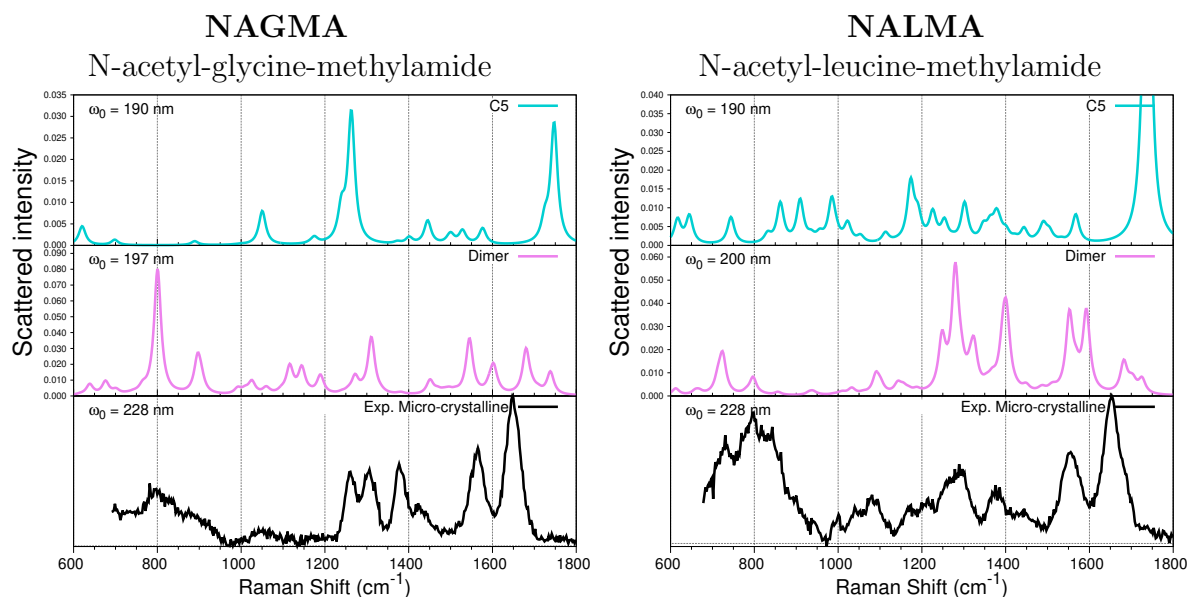 NAGMA
N-acetyl-glycine-methylamide
NALMA
N-acetyl-leucine-methylamide
Scattered intensity
0.035
0.030
0.025
0.020
0.015
0.010
0.005
0.000
ω₀ = 190 nm
C5
0.090
0.080
0.070
0.060
0.050
0.040
0.030
0.020
0.010
0.000
ω₀ = 197 nm
Dimer
ω₀ = 228 nm
Exp. Micro-crystalline
600 800 1000 1200 1400 1600 1800
Raman Shift (cm⁻¹)
Scattered intensity
0.040
0.035
0.030
0.025
0.020
0.015
0.010
0.005
0.000
ω₀ = 190 nm
C5
0.060
0.050
0.040
0.030
0.020
0.010
0.000
ω₀ = 200 nm
Dimer
ω₀ = 228 nm
Exp. Micro-crystalline
600 800 1000 1200 1400 1600 1800
Raman Shift (cm⁻¹)